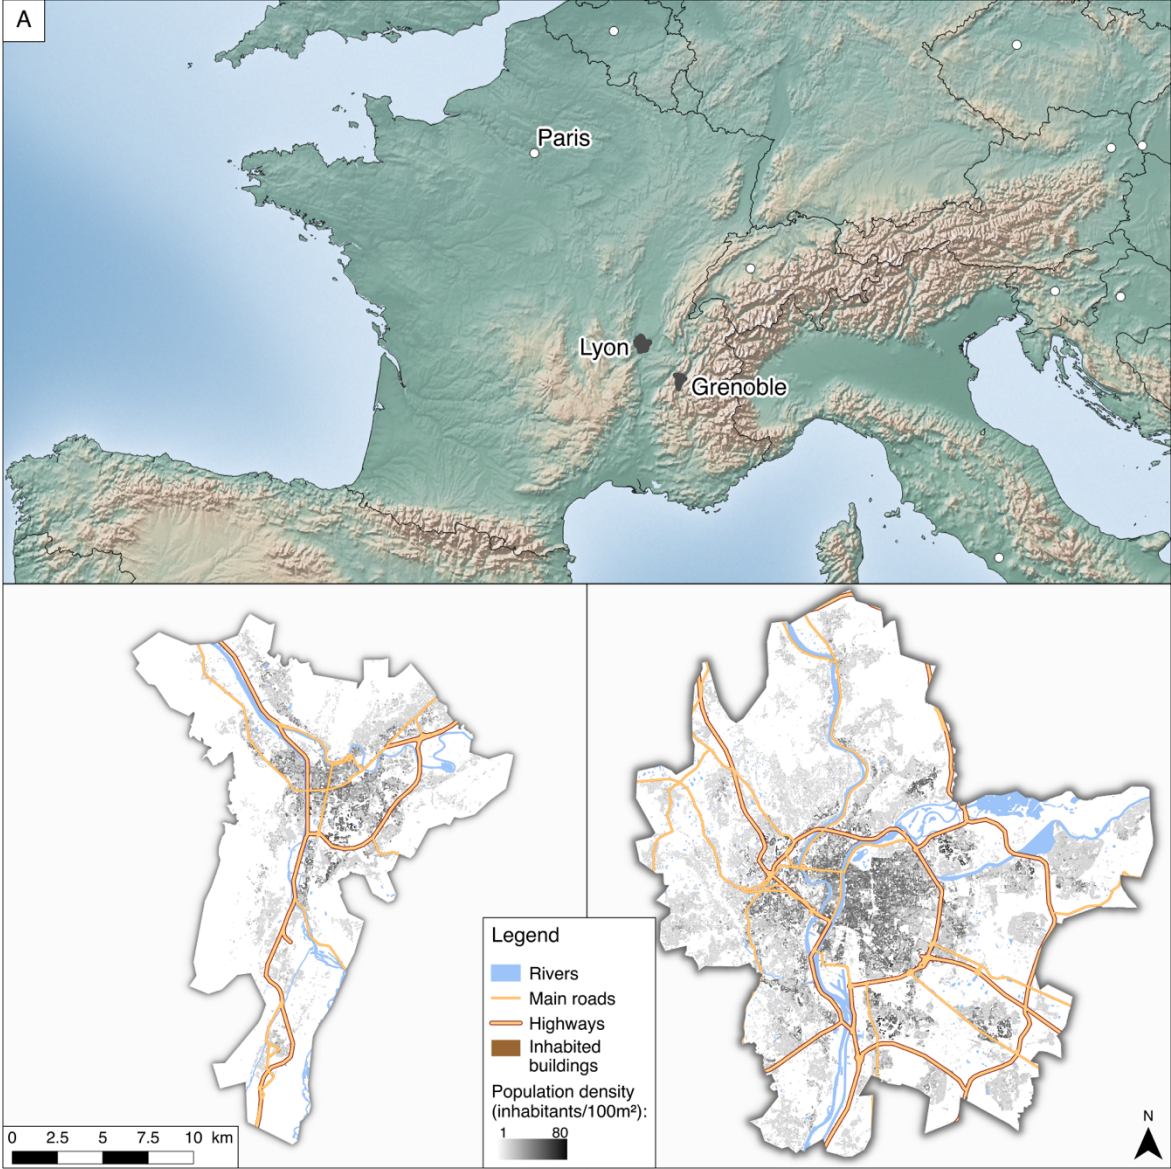 A
Paris
Lyon
Grenoble
Legend
Rivers
Main roads
Highways
Inhabited
buildings
Population density
(inhabitants/100m²):
1 80
0 2.5 5 7.5 10 km
N